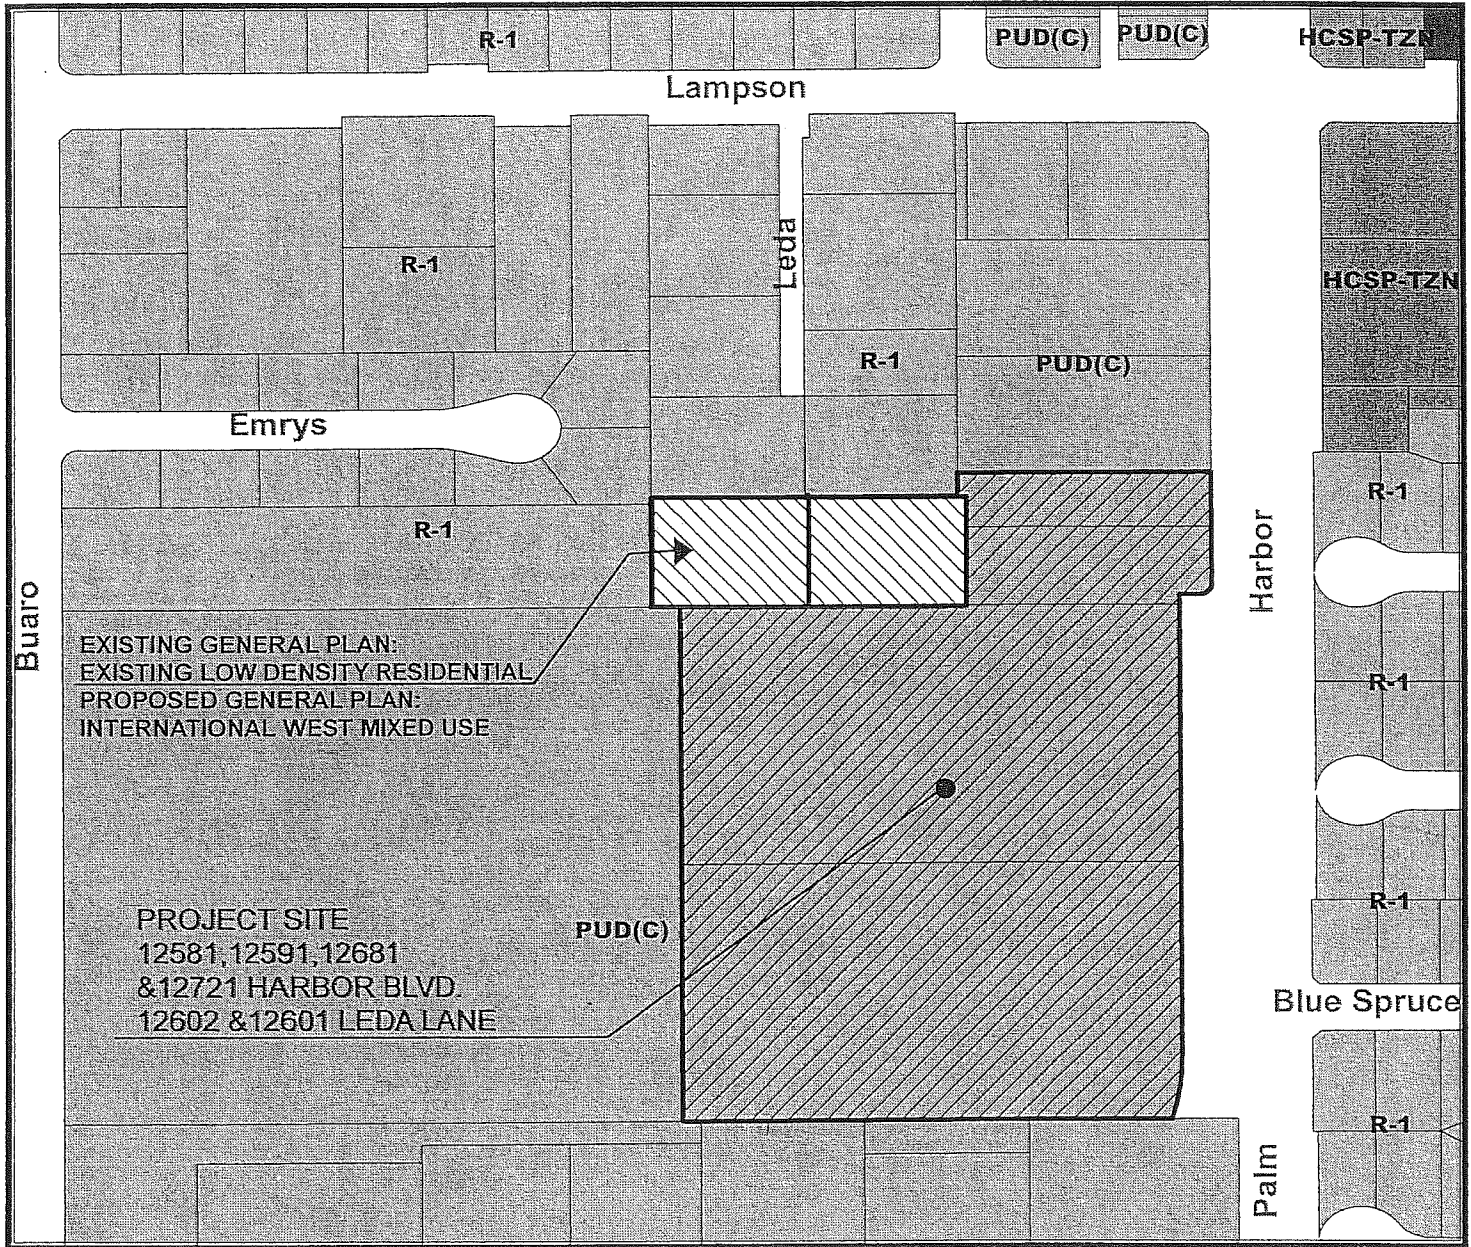 R-1
PUD(C)
PUD(C)
HCSP-TZN
Lampson
Leda
R-1
HCSP-TZN
R-1
PUD(C)
Emrys
R-1
R-1
Harbor
Buaro
EXISTING GENERAL PLAN:
EXISTING LOW DENSITY RESIDENTIAL
PROPOSED GENERAL PLAN:
INTERNATIONAL WEST MIXED USE
R-1
PROJECT SITE
12581,12591,12681
&12721 HARBOR BLVD.
12602 &12601 LEDA LANE
PUD(C)
R-1
Blue Spruce
R-1
Palm